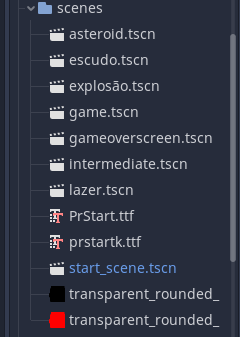 scenes
asteroid.tscn
escudo.tscn
explosão.tscn
game.tscn
gameoverscreen.tscn
intermediate.tscn
lazer.tscn
PrStart.ttf
prstartk.ttf
start_scene.tscn
transparent_rounded_
transparent_rounded_